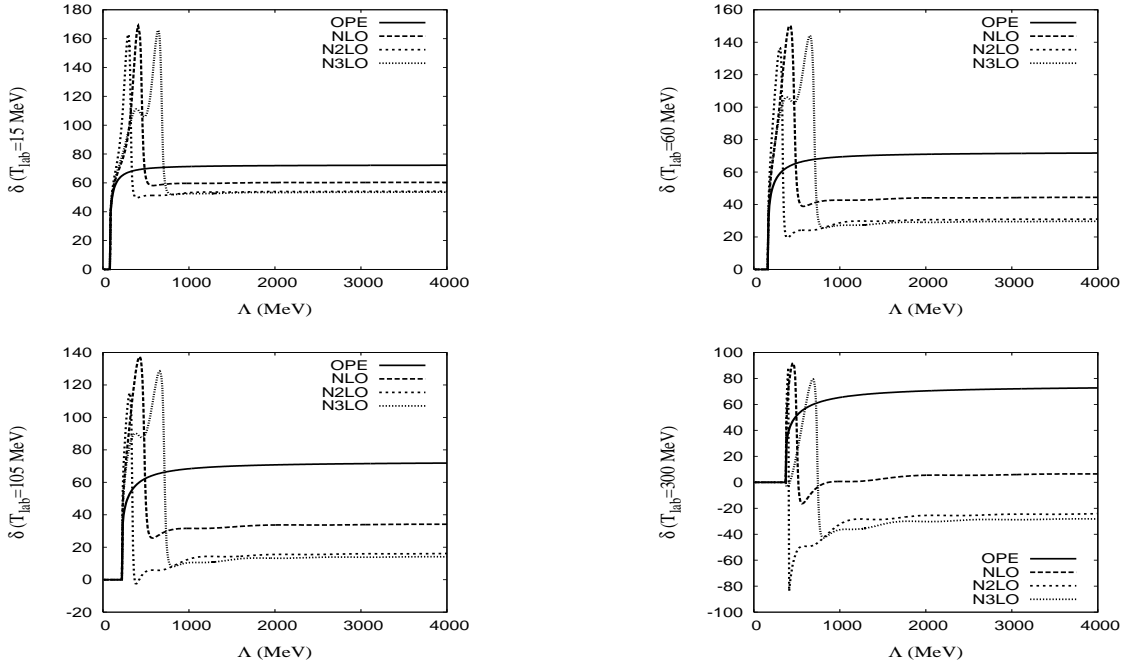 180
160
140
120
100
80
60
40
20
0
0 1000 2000 3000 4000
δ (T_lab=15 MeV)
Λ (MeV)
OPE
NLO
N2LO
N3LO
160
140
120
100
80
60
40
20
0
0 1000 2000 3000 4000
δ (T_lab=60 MeV)
Λ (MeV)
OPE
NLO
N2LO
N3LO
140
120
100
80
60
40
20
0
-20
0 1000 2000 3000 4000
δ (T_lab=105 MeV)
Λ (MeV)
OPE
NLO
N2LO
N3LO
100
80
60
40
20
0
-20
-40
-60
-80
-100
0 1000 2000 3000 4000
δ (T_lab=300 MeV)
Λ (MeV)
OPE
NLO
N2LO
N3LO